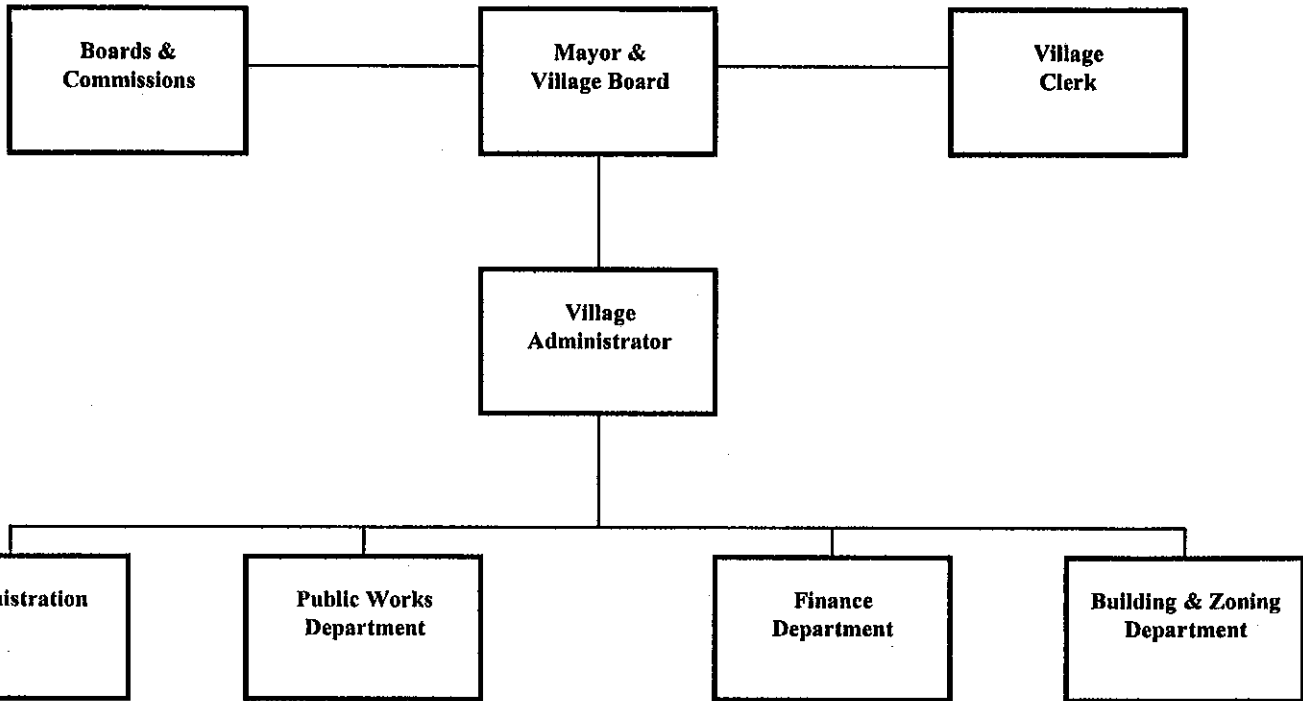 Boards &
Commissions
Mayor &
Village Board
Village
Clerk
Village
Administrator
Public Works
Department
Finance
Department
Building & Zoning
Department